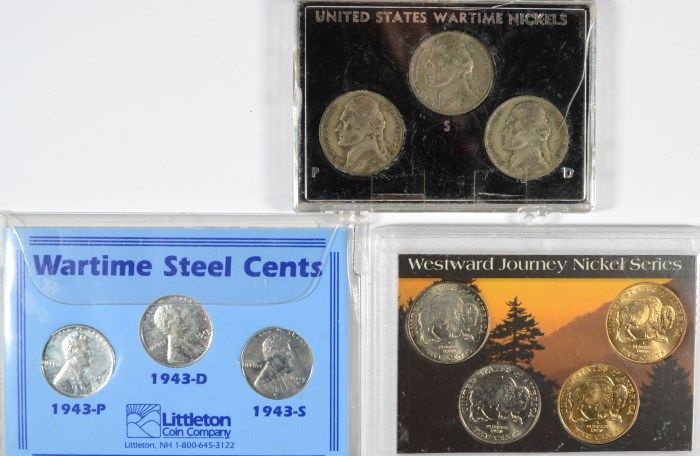 UNITED STATES WARTIME NICKELS
S
P
D
Wartime Steel Cents
1943-D
1943-P
1943-S
Littleton
Coin Company
Littleton, NH 1-800-645-3122
Westward Journey Nickel Series